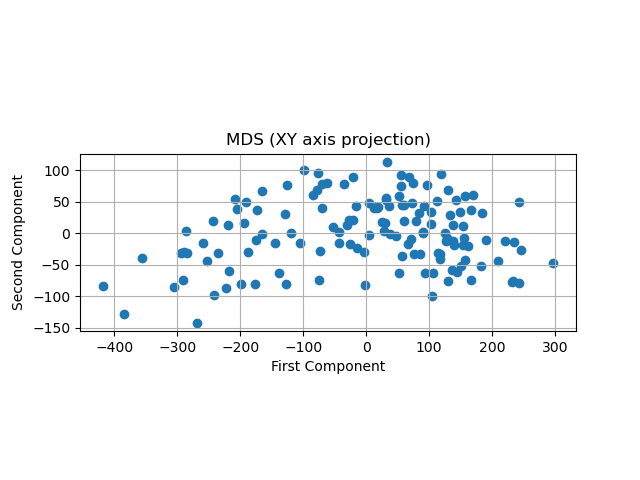 MDS (XY axis projection)
Second Component
100
50
0
−50
−100
−150
−400 −300 −200 −100 0 100 200 300
First Component